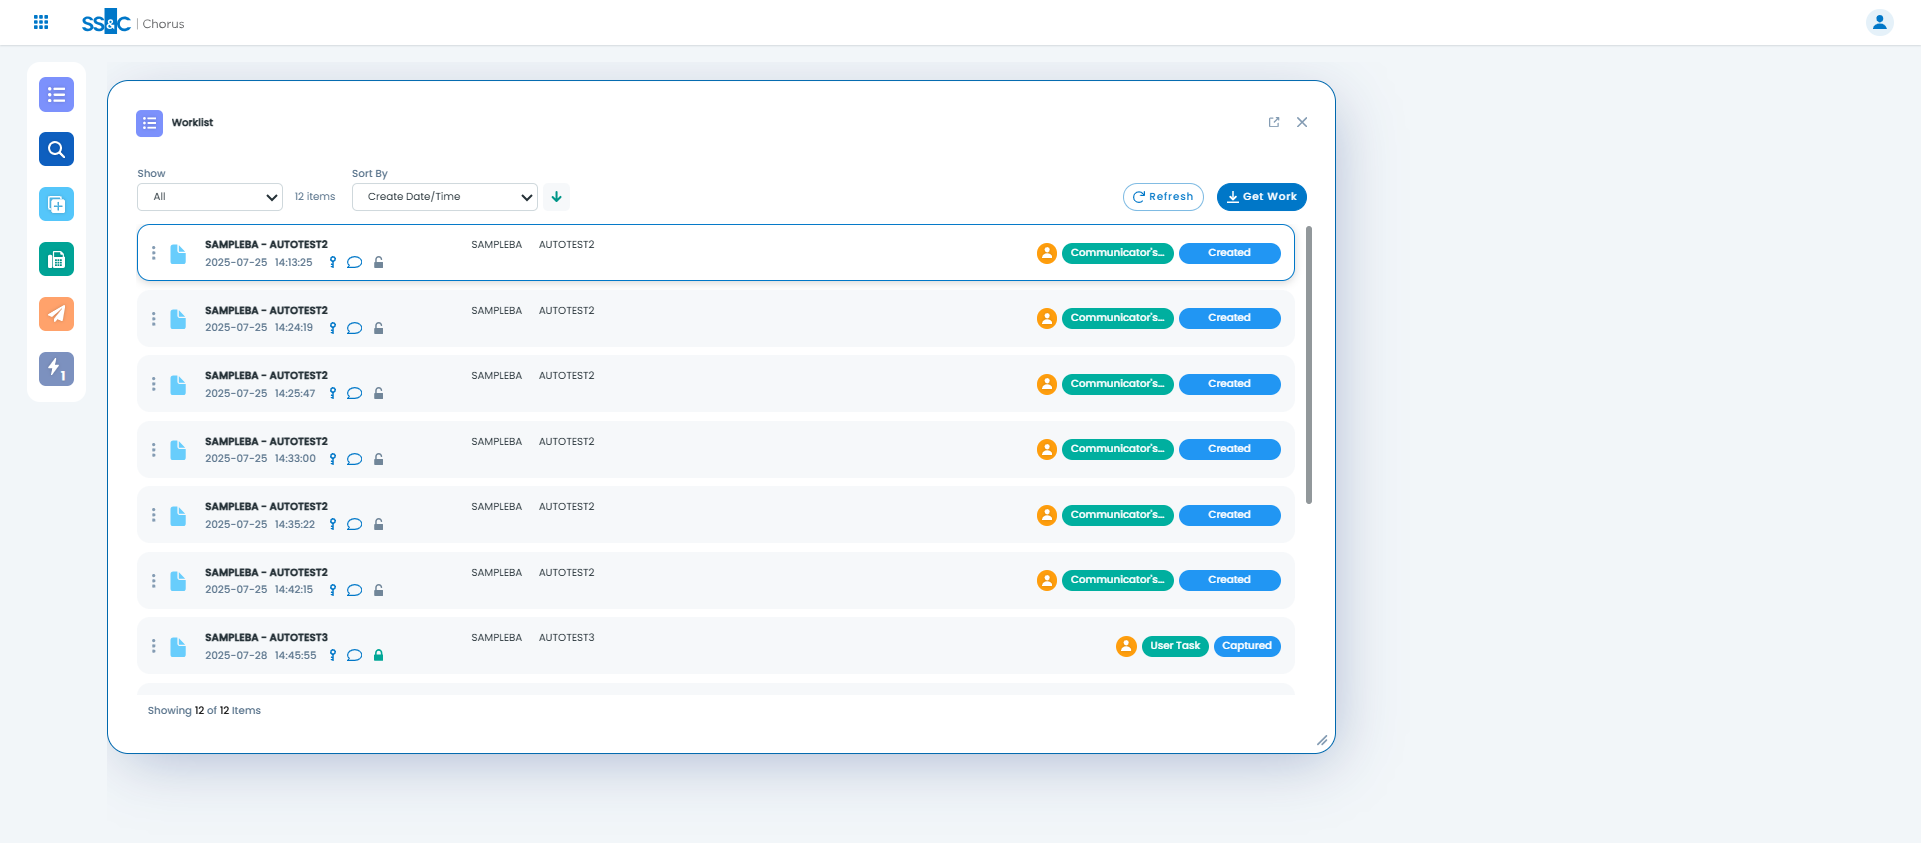 SS&C | Chorus
Worklist
Show
Sort By
All
12 items
Create Date/Time
Refresh
Get Work
SAMPLEBA - AUTOTEST2 SAMPLEBA AUTOTEST2
2025-07-25 14:13:25
Communicator's... Created
SAMPLEBA - AUTOTEST2 SAMPLEBA AUTOTEST2
2025-07-25 14:24:19
Communicator's... Created
SAMPLEBA - AUTOTEST2 SAMPLEBA AUTOTEST2
2025-07-25 14:25:47
Communicator's... Created
SAMPLEBA - AUTOTEST2 SAMPLEBA AUTOTEST2
2025-07-25 14:33:00
Communicator's... Created
SAMPLEBA - AUTOTEST2 SAMPLEBA AUTOTEST2
2025-07-25 14:35:22
Communicator's... Created
SAMPLEBA - AUTOTEST2 SAMPLEBA AUTOTEST2
2025-07-25 14:42:15
Communicator's... Created
SAMPLEBA - AUTOTEST3 SAMPLEBA AUTOTEST3
2025-07-28 14:45:55
User Task Captured
1
Showing 12 of 12 Items